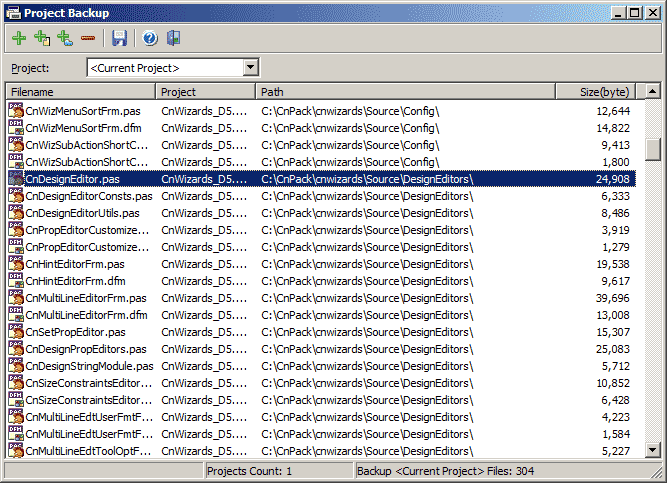 Project Backup
Project: <Current Project>
Filename Project Path Size(byte)
CnWizMenuSortFrm.pas CnWizards_D5.... C:\CnPack\cnwizards\Source\Config\ 12,644
CnWizMenuSortFrm.dfm CnWizards_D5.... C:\CnPack\cnwizards\Source\Config\ 14,822
CnWizSubActionShortC... CnWizards_D5.... C:\CnPack\cnwizards\Source\Config\ 9,413
CnWizSubActionShortC... CnWizards_D5.... C:\CnPack\cnwizards\Source\Config\ 1,800
CnDesignEditor.pas CnWizards_D5.... C:\CnPack\cnwizards\Source\DesignEditors\ 24,908
CnDesignEditorConsts.pas CnWizards_D5.... C:\CnPack\cnwizards\Source\DesignEditors\ 6,333
CnDesignEditorUtils.pas CnWizards_D5.... C:\CnPack\cnwizards\Source\DesignEditors\ 8,486
CnPropEditorCustomize... CnWizards_D5.... C:\CnPack\cnwizards\Source\DesignEditors\ 3,919
CnPropEditorCustomize... CnWizards_D5.... C:\CnPack\cnwizards\Source\DesignEditors\ 1,279
CnHintEditorFrm.pas CnWizards_D5.... C:\CnPack\cnwizards\Source\DesignEditors\ 19,538
CnHintEditorFrm.dfm CnWizards_D5.... C:\CnPack\cnwizards\Source\DesignEditors\ 9,617
CnMultiLineEditorFrm.pas CnWizards_D5.... C:\CnPack\cnwizards\Source\DesignEditors\ 39,696
CnMultiLineEditorFrm.dfm CnWizards_D5.... C:\CnPack\cnwizards\Source\DesignEditors\ 13,008
CnSetPropEditor.pas CnWizards_D5.... C:\CnPack\cnwizards\Source\DesignEditors\ 15,307
CnDesignPropEditors.pas CnWizards_D5.... C:\CnPack\cnwizards\Source\DesignEditors\ 25,083
CnDesignStringModule.pas CnWizards_D5.... C:\CnPack\cnwizards\Source\DesignEditors\ 5,712
CnSizeConstraintsEditor... CnWizards_D5.... C:\CnPack\cnwizards\Source\DesignEditors\ 10,852
CnSizeConstraintsEditor... CnWizards_D5.... C:\CnPack\cnwizards\Source\DesignEditors\ 6,428
CnMultiLineEdtUserFmtF... CnWizards_D5.... C:\CnPack\cnwizards\Source\DesignEditors\ 4,223
CnMultiLineEdtUserFmtF... CnWizards_D5.... C:\CnPack\cnwizards\Source\DesignEditors\ 1,584
CnMultiLineEdtToolOptF... CnWizards_D5.... C:\CnPack\cnwizards\Source\DesignEditors\ 5,227
Projects Count: 1 Backup <Current Project> Files: 304